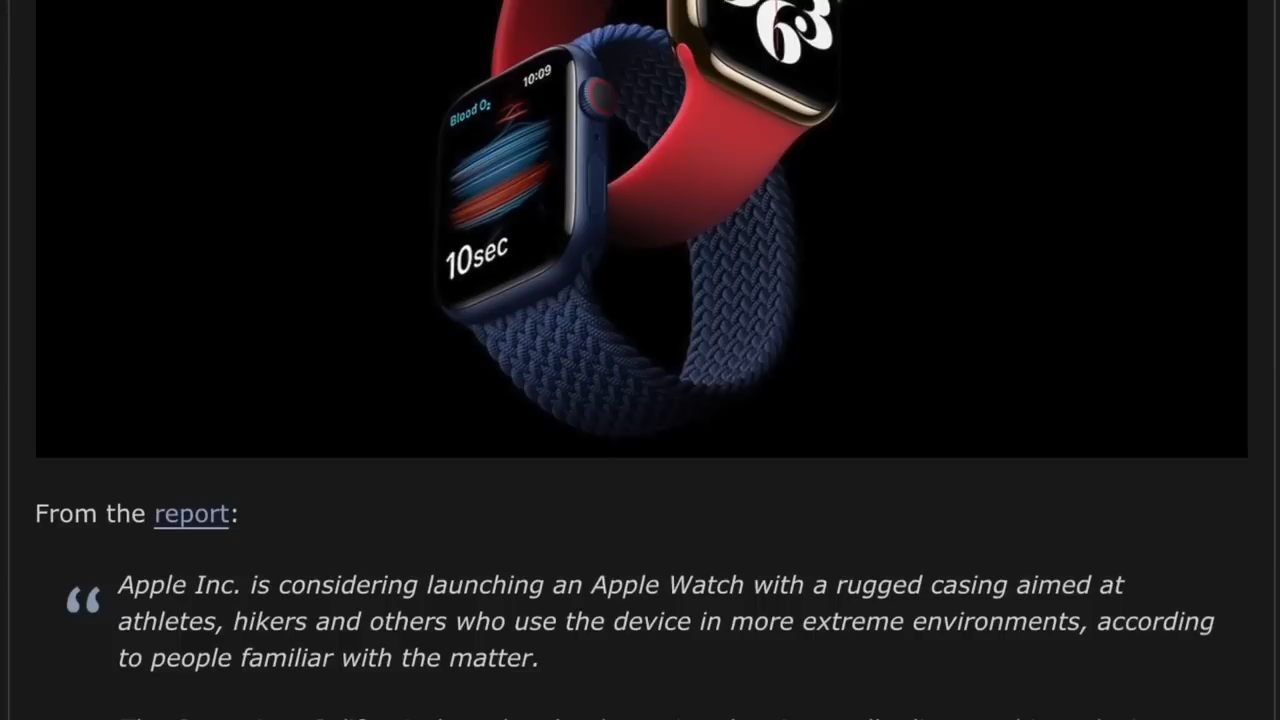 63
10:09
Blood O₂
10sec
From the report:
“ Apple Inc. is considering launching an Apple Watch with a rugged casing aimed at
athletes, hikers and others who use the device in more extreme environments, according
to people familiar with the matter.